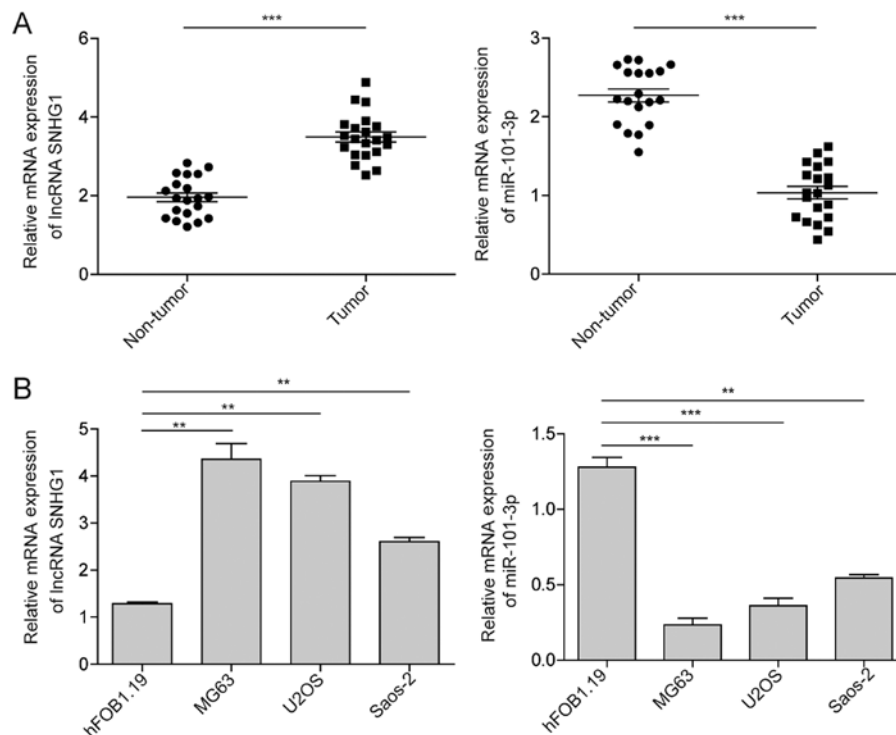 A
***
Relative mRNA expression
of lncRNA SNHG1
6
4
2
0
Non-tumor
Tumor
***
Relative mRNA expression
of miR-101-3p
3
2
1
0
Non-tumor
Tumor
B
**
**
**
Relative mRNA expression
of lncRNA SNHG1
5
4
3
2
1
0
hFOB1.19
MG63
U2OS
Saos-2
**
***
***
Relative mRNA expression
of miR-101-3p
1.5
1.0
0.5
0.0
hFOB1.19
MG63
U2OS
Saos-2